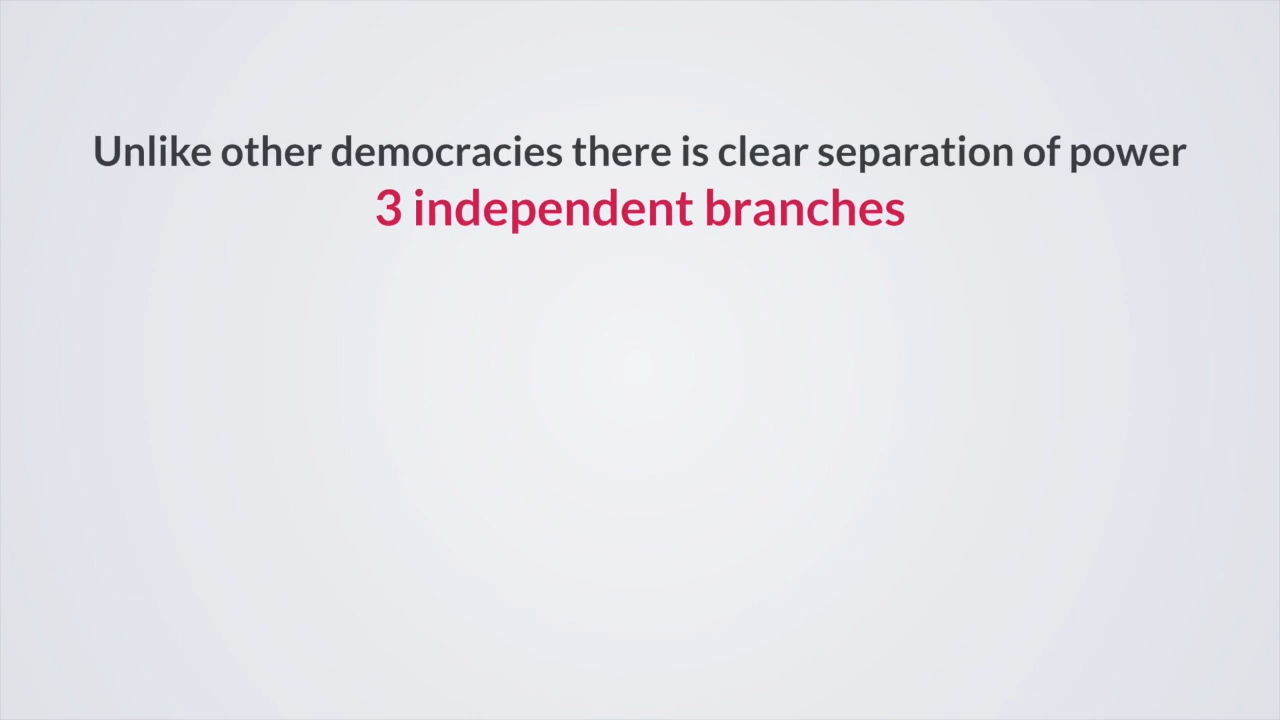 Unlike other democracies there is clear separation of power
3 independent branches